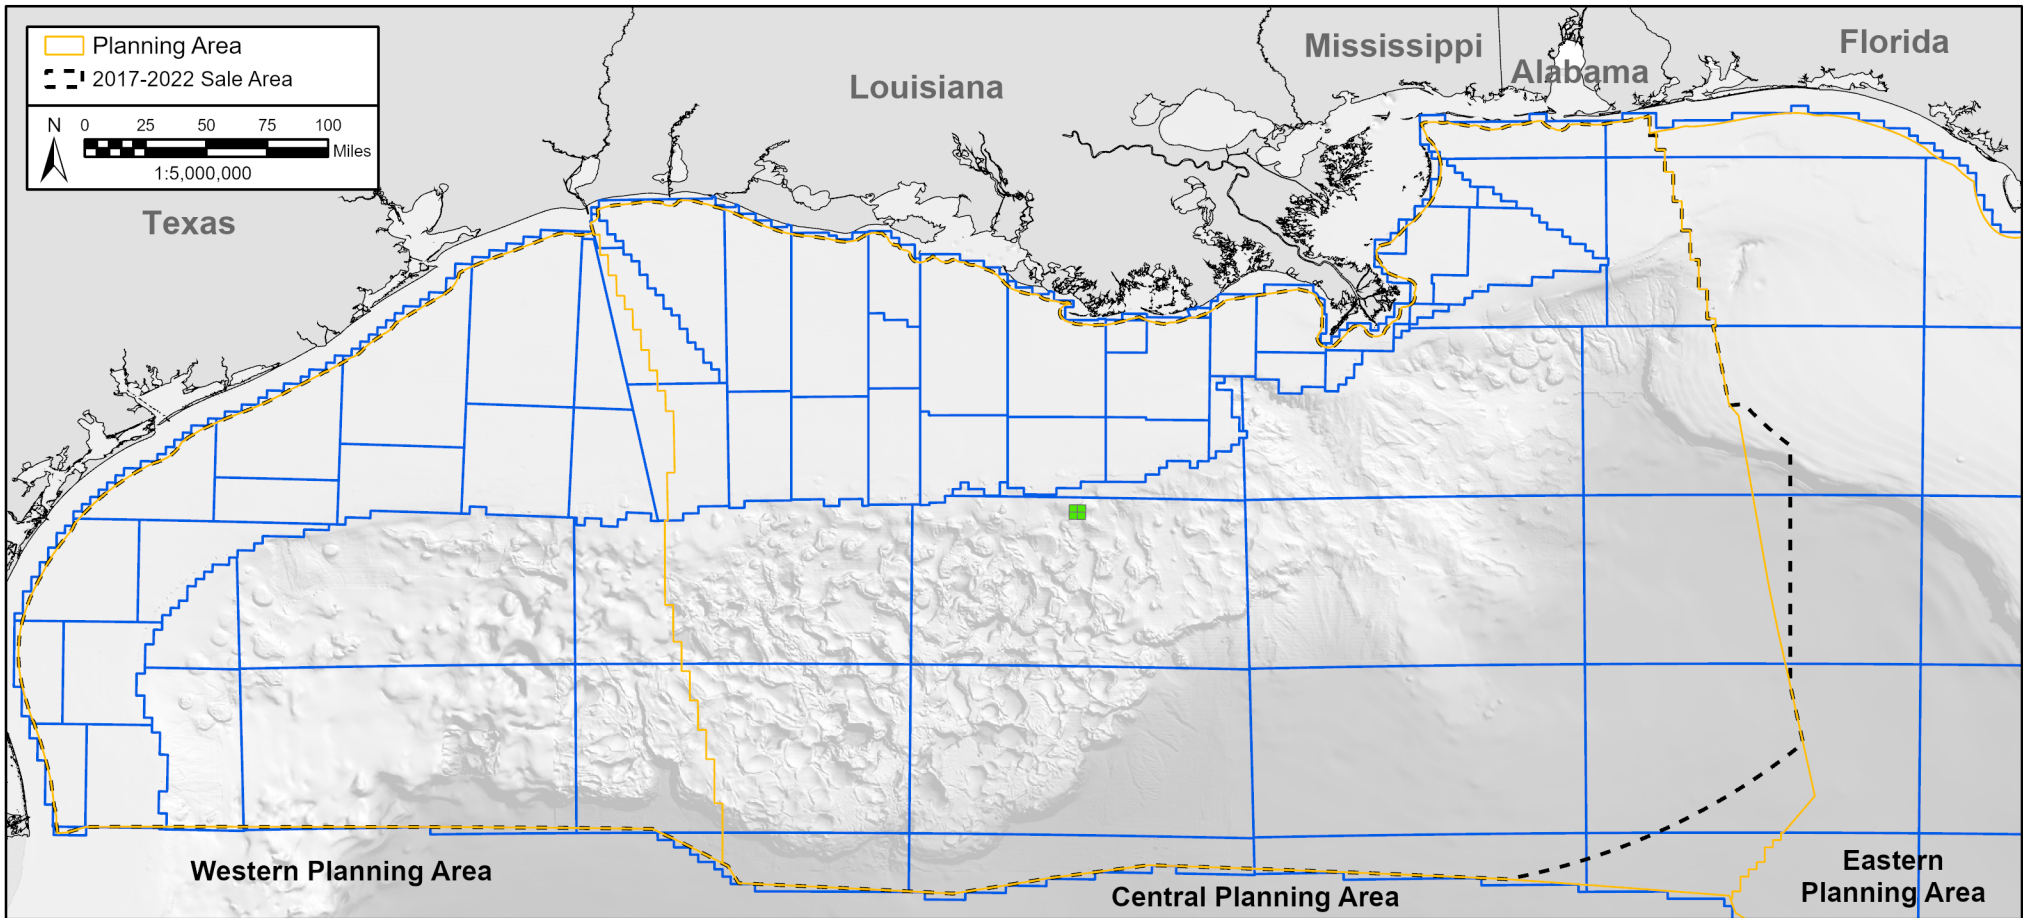 Planning Area
2017-2022 Sale Area
N
0 25 50 75 100
Miles
1:5,000,000
Texas
Louisiana
Mississippi
Alabama
Florida
Western Planning Area
Central Planning Area
Eastern
Planning Area